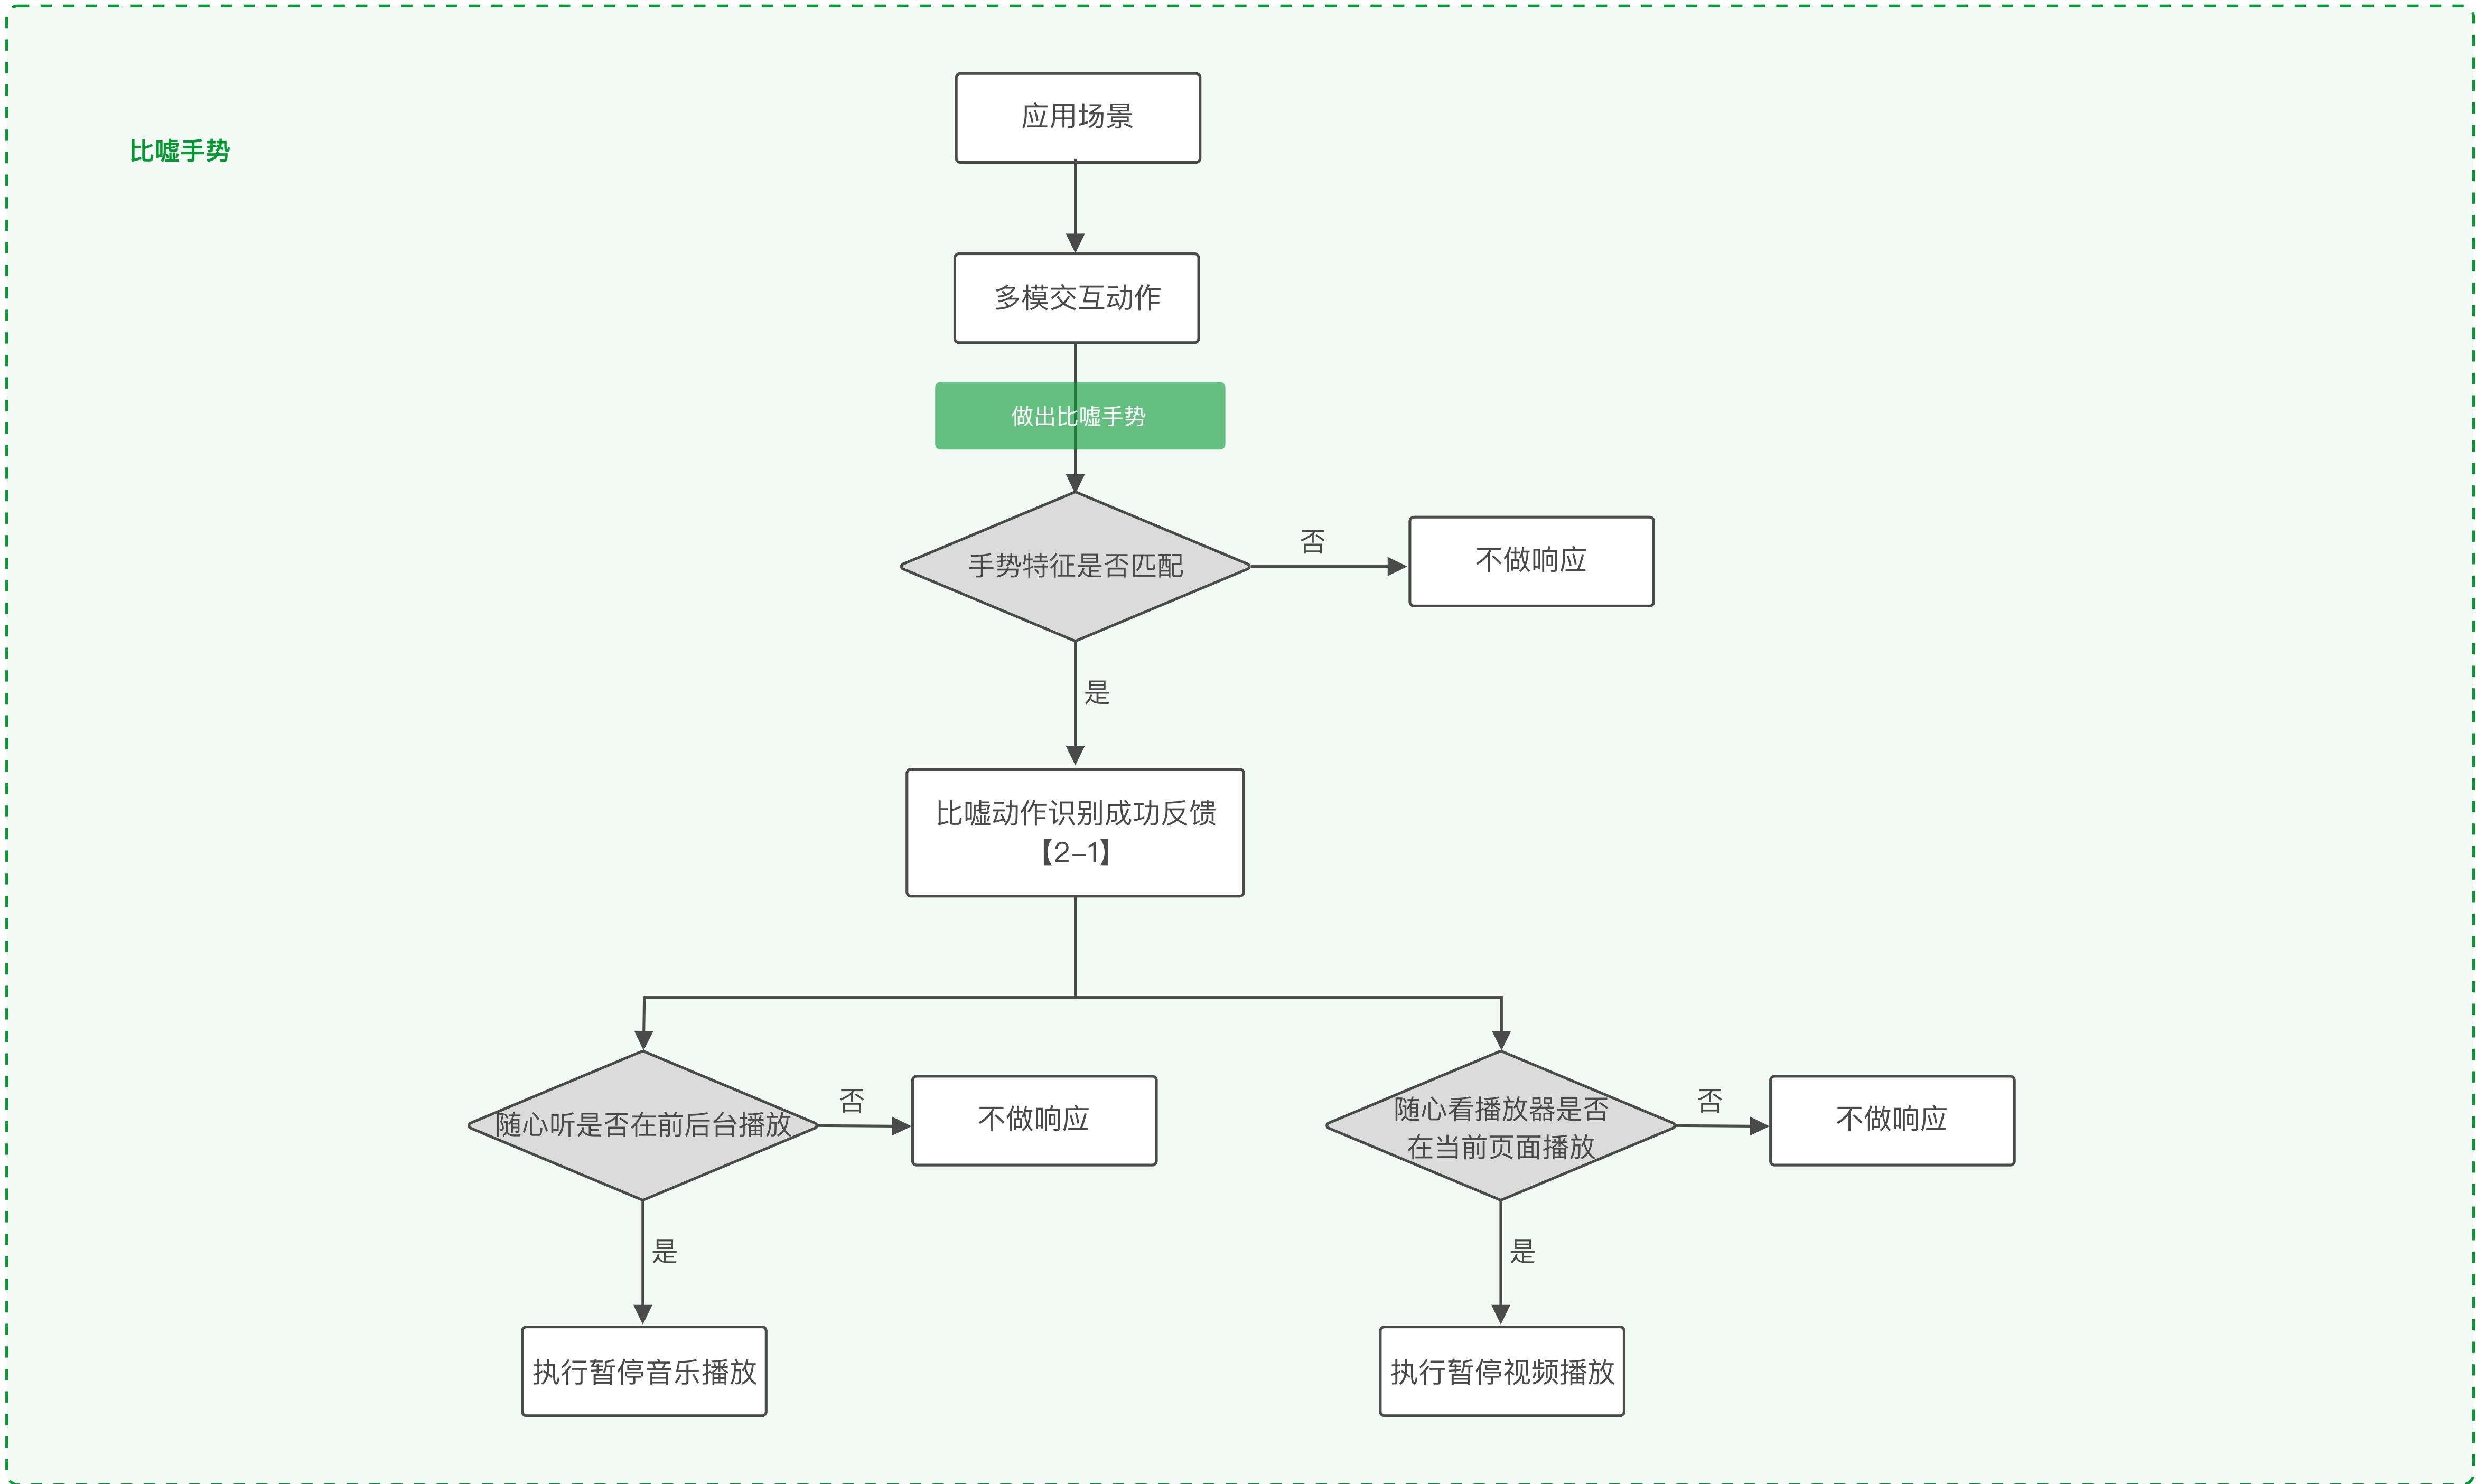 应用场景
比嘘手势
多模交互动作
做出比嘘手势
否
手势特征是否匹配
不做响应
是
比嘘动作识别成功反馈
【2-1】
否
随心听是否在前后台播放
不做响应
否
随心看播放器是否
在当前页面播放
不做响应
是
是
执行暂停音乐播放
执行暂停视频播放